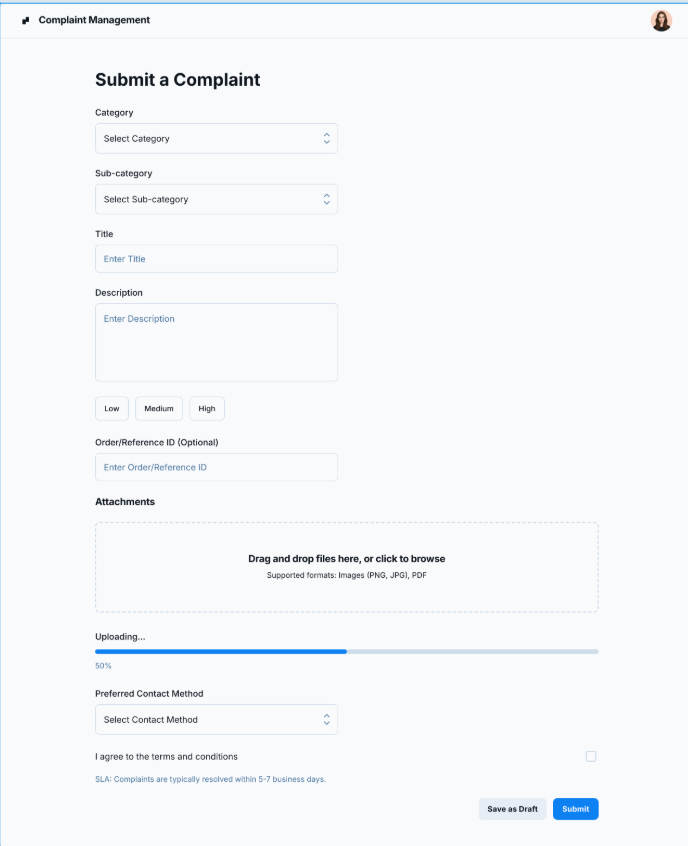 Complaint Management
Submit a Complaint
Category
Select Category
Sub-category
Select Sub-category
Title
Enter Title
Description
Enter Description
Low Medium High
Order/Reference ID (Optional)
Enter Order/Reference ID
Attachments
Drag and drop files here, or click to browse
Supported formats: Images (PNG, JPG), PDF
Uploading...
50%
Preferred Contact Method
Select Contact Method
I agree to the terms and conditions
SLA: Complaints are typically resolved within 5-7 business days.
Save as Draft Submit